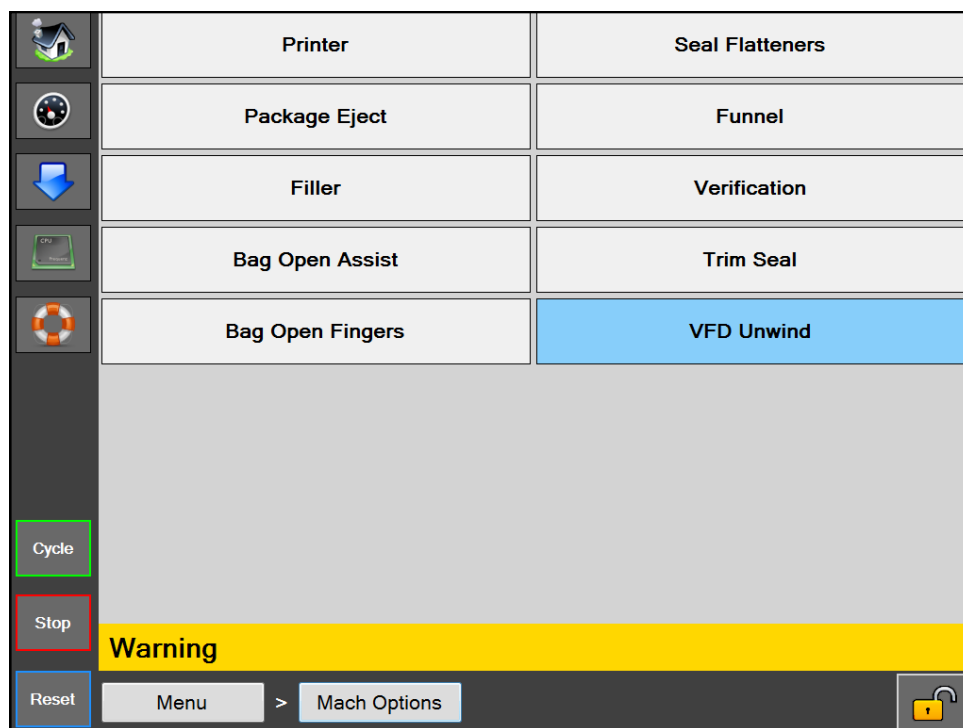 Printer
Seal Flatteners
Package Eject
Funnel
Filler
Verification
CPU
Bag Open Assist
Trim Seal
Bag Open Fingers
VFD Unwind
Cycle
Stop
Warning
Reset
Menu
>
Mach Options